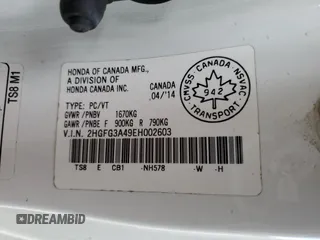 TS8 M1
HONDA OF CANADA MFG.,
A DIVISION OF
HONDA CANADA INC.
CANADA
04/'14
CMVSS CANADA NSVAC
942
TRANSPORT
TYPE: PC/VT
GVWR /PNBV 1670KG
GAWR /PNBE F 900KG R 790KG
V.I.N. 2HGFG3A49EH002603
TS8 E CB1 -NH578 -W -H
DREAMBID